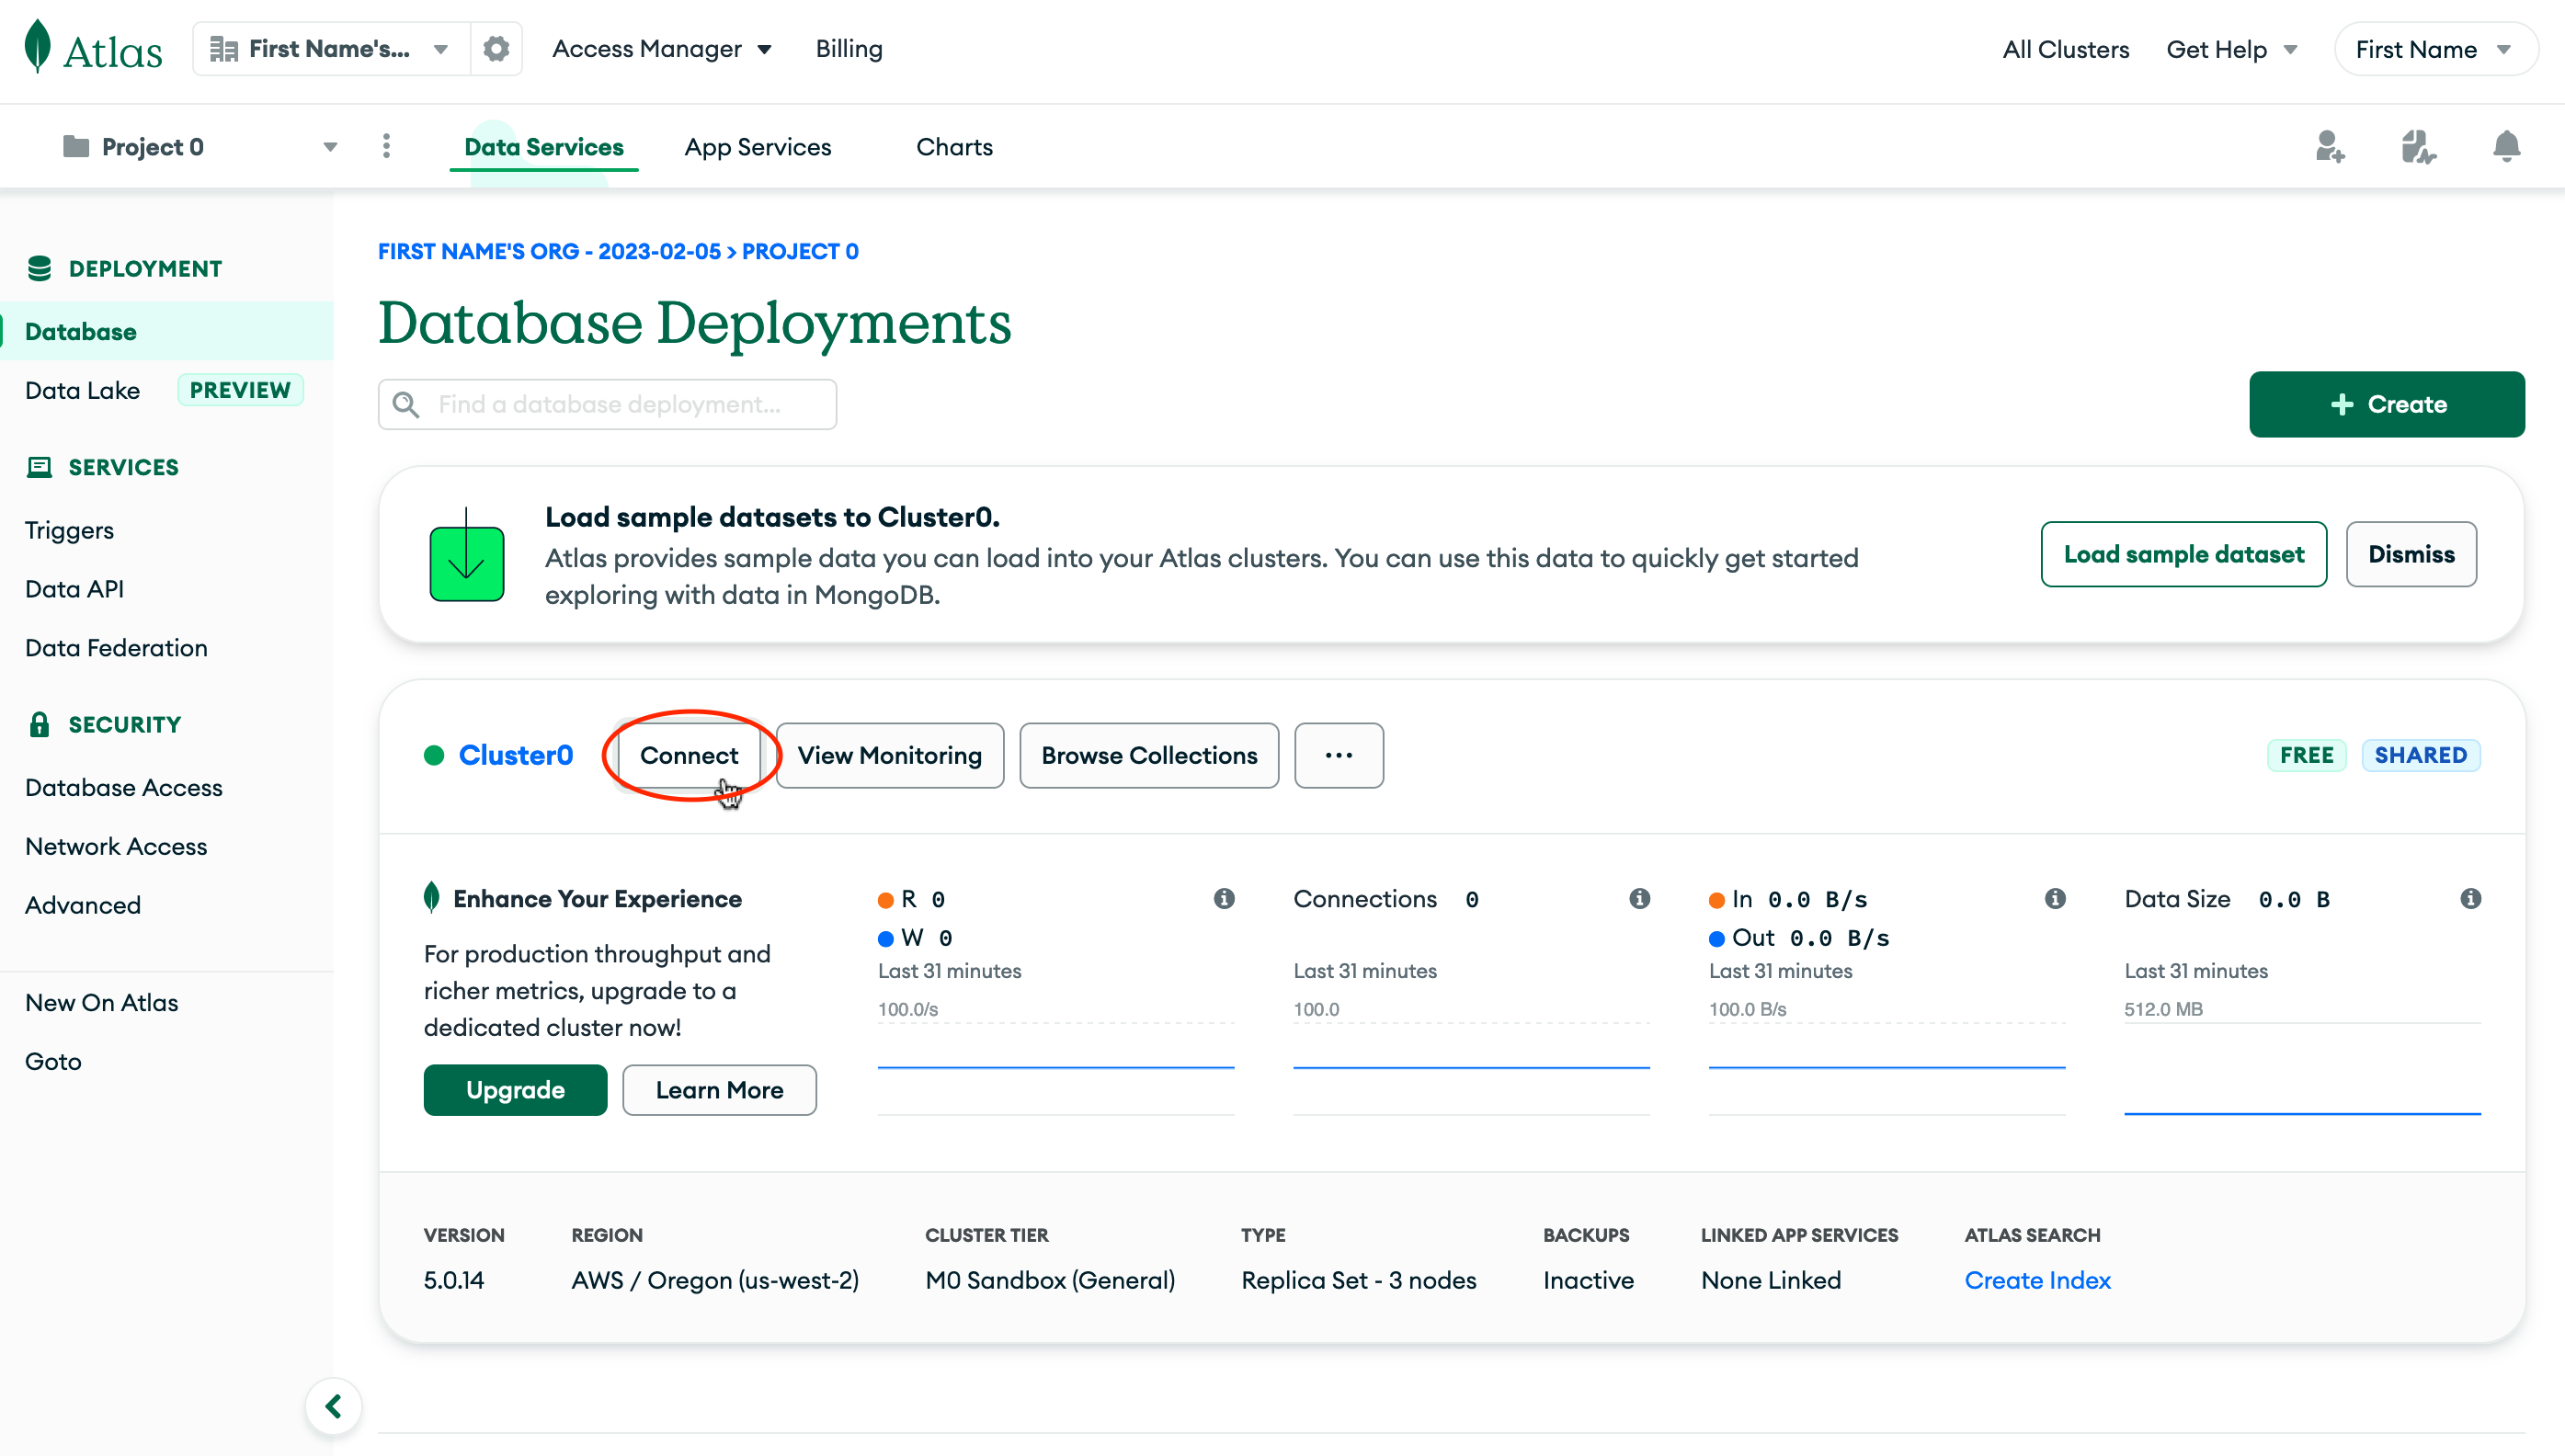 Atlas First Name's... Access Manager Billing All Clusters Get Help First Name
Project 0 Data Services App Services Charts
DEPLOYMENT
Database
Data Lake PREVIEW
SERVICES
Triggers
Data API
Data Federation
SECURITY
Database Access
Network Access
Advanced
New On Atlas
Goto
FIRST NAME'S ORG - 2023-02-05 > PROJECT 0
Database Deployments
Find a database deployment...
+ Create
Load sample datasets to Cluster0.
Atlas provides sample data you can load into your Atlas clusters. You can use this data to quickly get started
exploring with data in MongoDB.
Load sample dataset Dismiss
Cluster0 Connect View Monitoring Browse Collections ... FREE SHARED
Enhance Your Experience
For production throughput and
richer metrics, upgrade to a
dedicated cluster now!
Upgrade Learn More
R 0
W 0
Last 31 minutes
100.0/s
Connections 0
Last 31 minutes
100.0
In 0.0 B/s
Out 0.0 B/s
Last 31 minutes
100.0 B/s
Data Size 0.0 B
Last 31 minutes
512.0 MB
VERSION REGION CLUSTER TIER TYPE BACKUPS LINKED APP SERVICES ATLAS SEARCH
5.0.14 AWS / Oregon (us-west-2) M0 Sandbox (General) Replica Set - 3 nodes Inactive None Linked Create Index